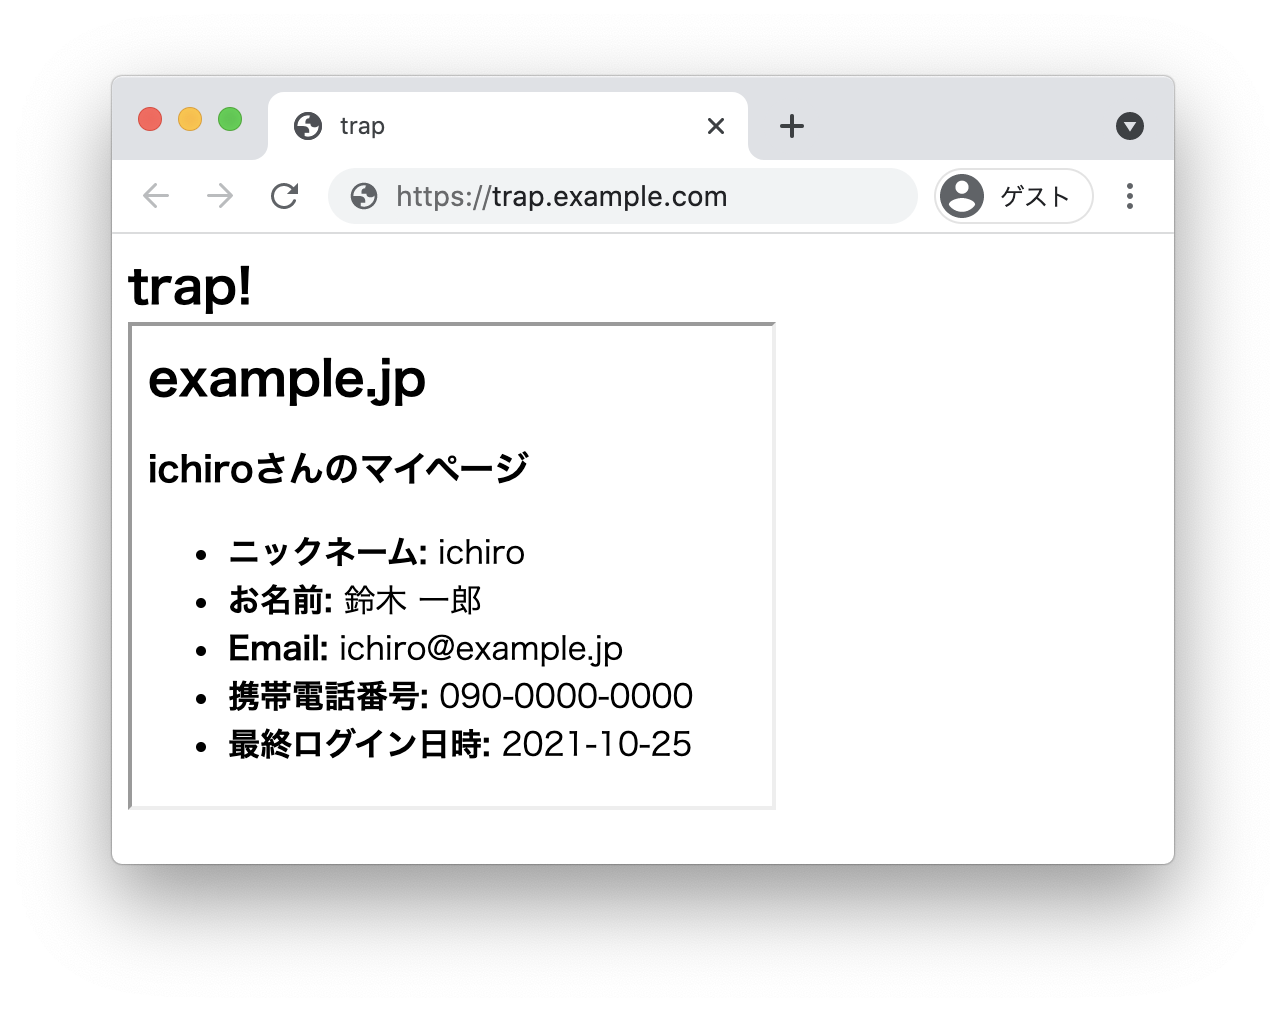 trap
https://trap.example.com
ゲスト
trap!
example.jp
ichiroさんのマイページ
• ニックネーム: ichiro
• お名前: 鈴木 一郎
• Email: ichiro@example.jp
• 携帯電話番号: 090-0000-0000
• 最終ログイン日時: 2021-10-25